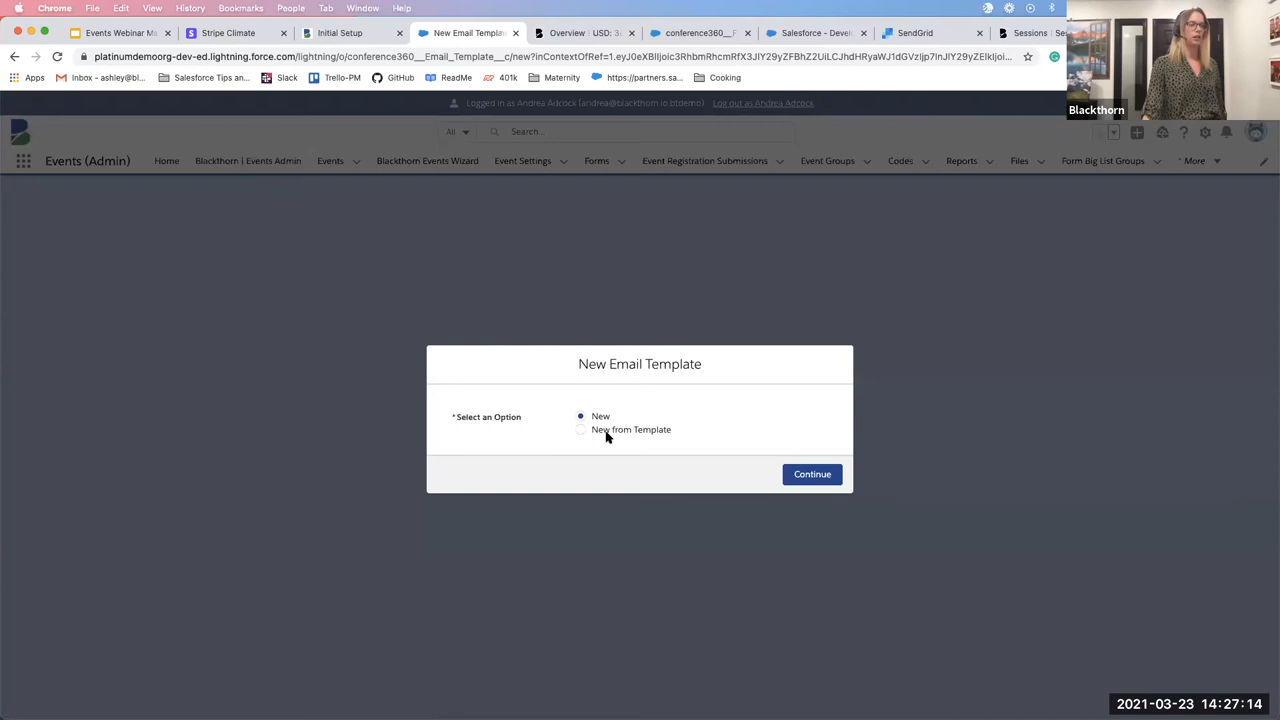 Chrome File Edit View History Bookmarks People Tab Window Help
Events Webinar Ma Stripe Climate Initial Setup New Email Templa Overview | USD: 3 conference360__F Salesforce - Develo SendGrid Sessions | Se
platinumdemoorg-dev-ed.lightning.force.com/lightning/o/conference360__Email_Template__c/new?inContextOfRef=
Apps Inbox - ashley@bl... Salesforce Tips an... Slack Trello-PM GitHub ReadMe 401k Maternity https://partners.sa... Cooking
Blackthorn
Logged in as Andrea Adcock (andrea@blackthorn.io.btdemo) Log out as Andrea Adcock
All Search...
Events (Admin) Home Blackthorn | Events Admin Events Blackthorn Events Wizard Event Settings Forms Event Registration Submissions Event Groups Codes Reports Files Form Big List Groups * More
New Email Template
*Select an Option
New
New from Template
Continue
2021-03-23 14:27:14